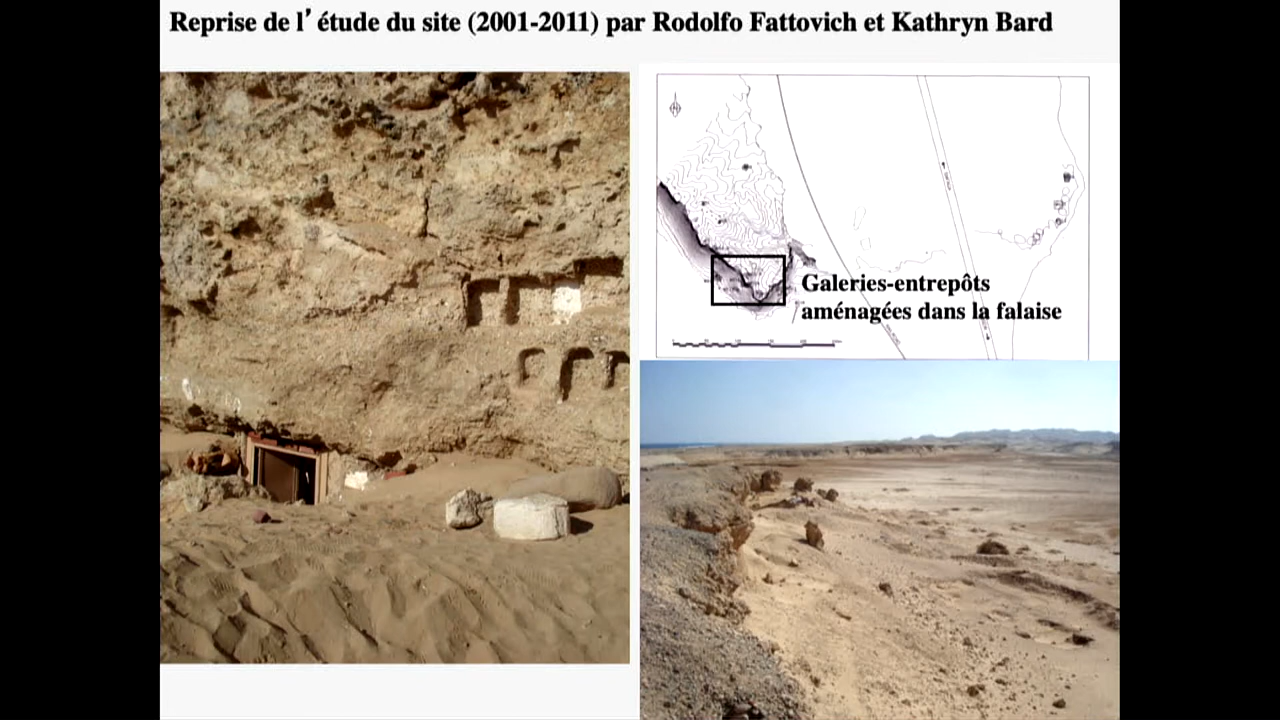 Reprise de l’étude du site (2001-2011) par Rodolfo Fattovich et Kathryn Bard
Galeries-entrepôts
aménagées dans la falaise